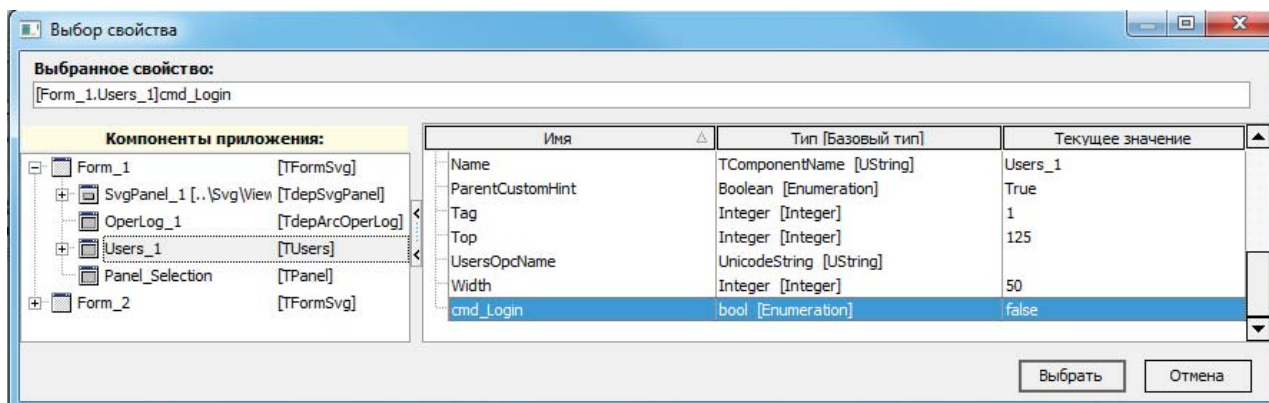 Выбор свойства
Выбранное свойство:
[Form_1.Users_1]cmd_Login
Компоненты приложения:
Form_1 [TFormSvg]
SvgPanel_1 [..\Svg\View [TdepSvgPanel]
OperLog_1 [TdepArcOperLog]
Users_1 [TUsers]
Panel_Selection [TPanel]
Form_2 [TFormSvg]
Имя Тип [Базовый тип] Текущее значение
Name TComponentName [UString] Users_1
ParentCustomHint Boolean [Enumeration] True
Tag Integer [Integer] 1
Top Integer [Integer] 125
UsersOpcName UnicodeString [UString]
Width Integer [Integer] 50
cmd_Login bool [Enumeration] false
Выбрать Отмена